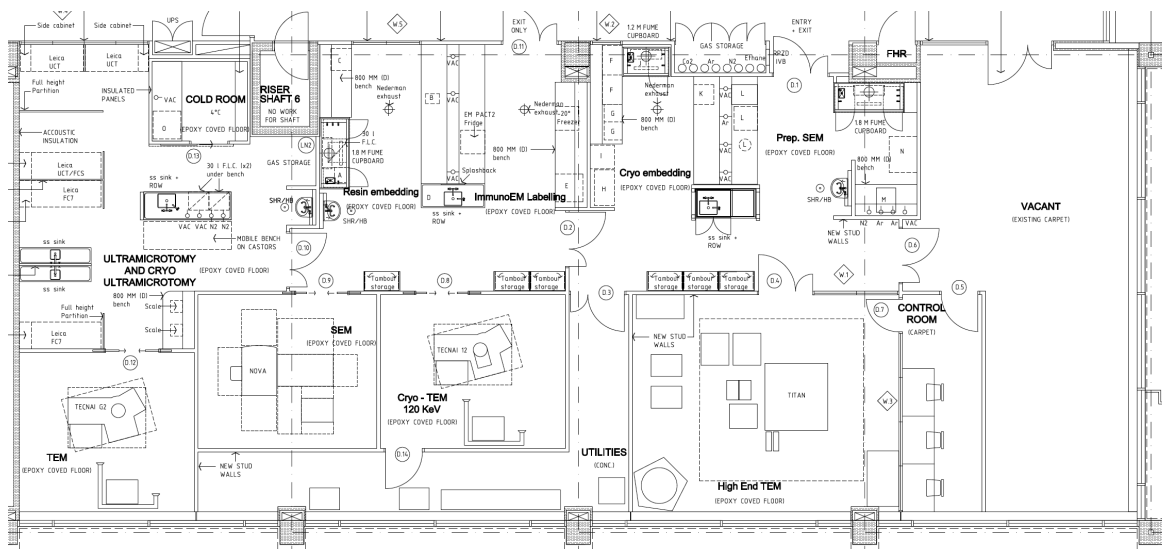 Side cabinet
Side cabinet
UPS
W.5
EXIT
ONLY
D.11
W.2
1.2 M FUME
CUPBOARD
GAS STORAGE
Co2
Ar
N2
Ethane
RPZD
IVB
ENTRY
+ EXIT
D.1
FHR
Leica
UCT
Leica
UCT
Full height
Partition
INSULATED
PANELS
VAC
O
COLD ROOM
4°C
(EPOXY COVED FLOOR)
RISER
SHAFT 6
NO WORK
FOR SHAFT
C
800 MM (D)
bench
Nederman
exhaust
B
VAC
VAC
VAC
EM PACT2
Fridge
Nederman
exhaust
-20°
Freezer
800 MM (D)
bench
E
F
F
G
G
I
H
Nederman
exhaust
800 MM (D)
bench
K
VAC
Ar
VAC
L
L
L
Prep. SEM
(EPOXY COVED FLOOR)
1.8 M FUME
CUPBOARD
N
800 MM (D)
bench
M
N2 Ar Ar VAC
SHR/HB
NEW STUD
WALLS
ACCOUSTIC
INSULATION
D.13
Leica
UCT/FCS
Leica
FC7
30 l F.L.C. (x2)
under bench
ss sink +
ROW
VAC VAC N2 N2
GAS STORAGE
LN2
30 l
F.L.C.
1.8 M FUME
CUPBOARD
A
SHR/HB
SHR/HB
Resin embedding
(EPOXY COVED FLOOR)
Splashback
D
ss sink +
ROW
ImmunoEM Labelling
(EPOXY COVED FLOOR)
Cryo embedding
(EPOXY COVED FLOOR)
ss sink +
ROW
VACANT
(EXISTING CARPET)
MOBILE BENCH
ON CASTORS
D.10
D.2
D.6
ss sink
ss sink
ULTRAMICROTOMY
AND CRYO
ULTRAMICROTOMY
(EPOXY COVED FLOOR)
D.9
Tambour
storage
D.8
Tambour
storage
Tambour
storage
D.3
Tambour
storage
Tambour
storage
Tambour
storage
D.4
W.1
D.5
D.7
CONTROL
ROOM
(CARPET)
800 MM (D)
bench
Full height
Partition
Scale
Scale
Leica
FC7
D.12
SEM
(EPOXY COVED FLOOR)
NOVA
TECNAI 12
NEW STUD
WALLS
TITAN
W.3
Cryo - TEM
120 KeV
(EPOXY COVED FLOOR)
TECNAI G2
TEM
(EPOXY COVED FLOOR)
NEW STUD
WALLS
D.14
UTILITIES
(CONC.)
High End TEM
(EPOXY COVED FLOOR)